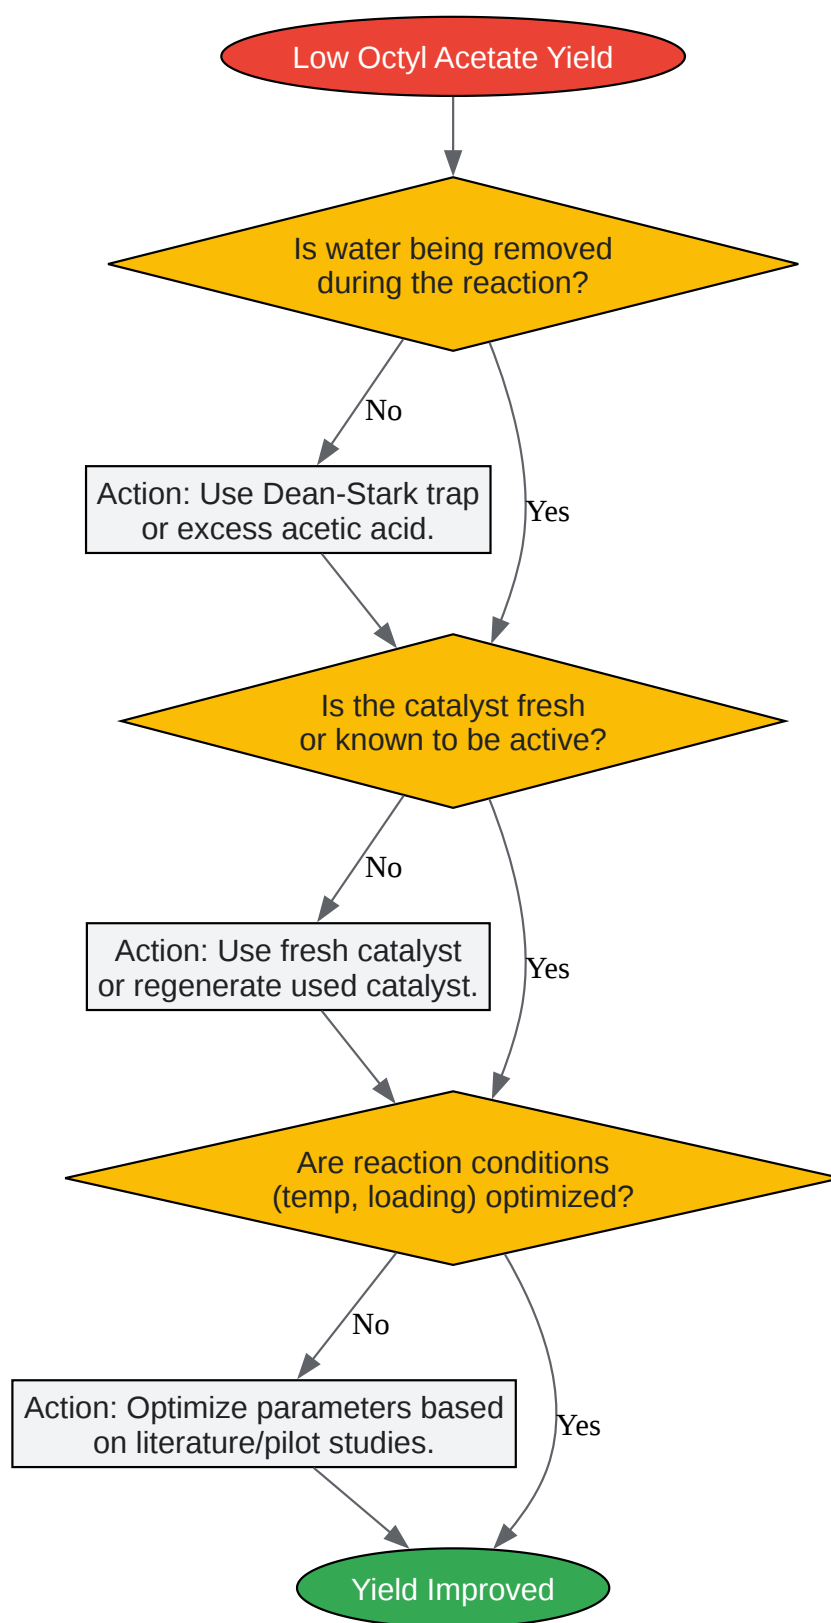 Low Octyl Acetate Yield
Is water being removed
during the reaction?
No
Yes
Action: Use Dean-Stark trap
or excess acetic acid.
Is the catalyst fresh
or known to be active?
No
Yes
Action: Use fresh catalyst
or regenerate used catalyst.
Are reaction conditions
(temp, loading) optimized?
No
Yes
Action: Optimize parameters based
on literature/pilot studies.
Yield Improved